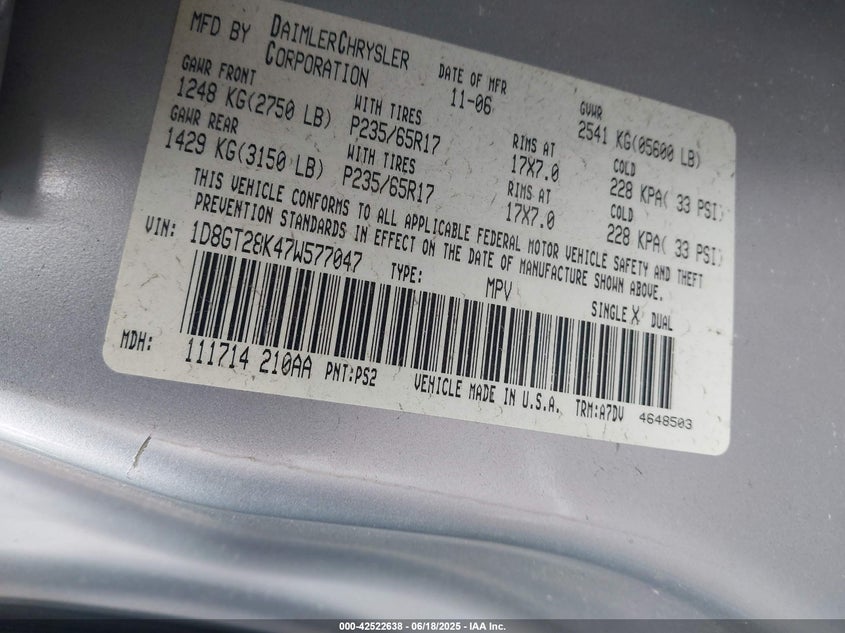 MFD BY DAIMLERCHRYSLER CORPORATION DATE OF MFR 11-06 GVWR 2541 KG(05600 LB)
GAWR FRONT WITH TIRES RIMS AT COLD
1248 KG(2750 LB) P235/65R17 17X7.0 228 KPA( 33 PSI)
GAWR REAR WITH TIRES RIMS AT COLD
1429 KG(3150 LB) P235/65R17 17X7.0 228 KPA( 33 PSI)
THIS VEHICLE CONFORMS TO ALL APPLICABLE FEDERAL MOTOR VEHICLE SAFETY AND THEFT
PREVENTION STANDARDS IN EFFECT ON THE DATE OF MANUFACTURE SHOWN ABOVE.
VIN: 1D8GT28K47W577047 TYPE: MPV SINGLE X DUAL
MDH: 111714 210AA PNT:PS2 VEHICLE MADE IN U.S.A. TRM:A7DV 4648503
000-42522638 - 06/18/2025 - IAA Inc.